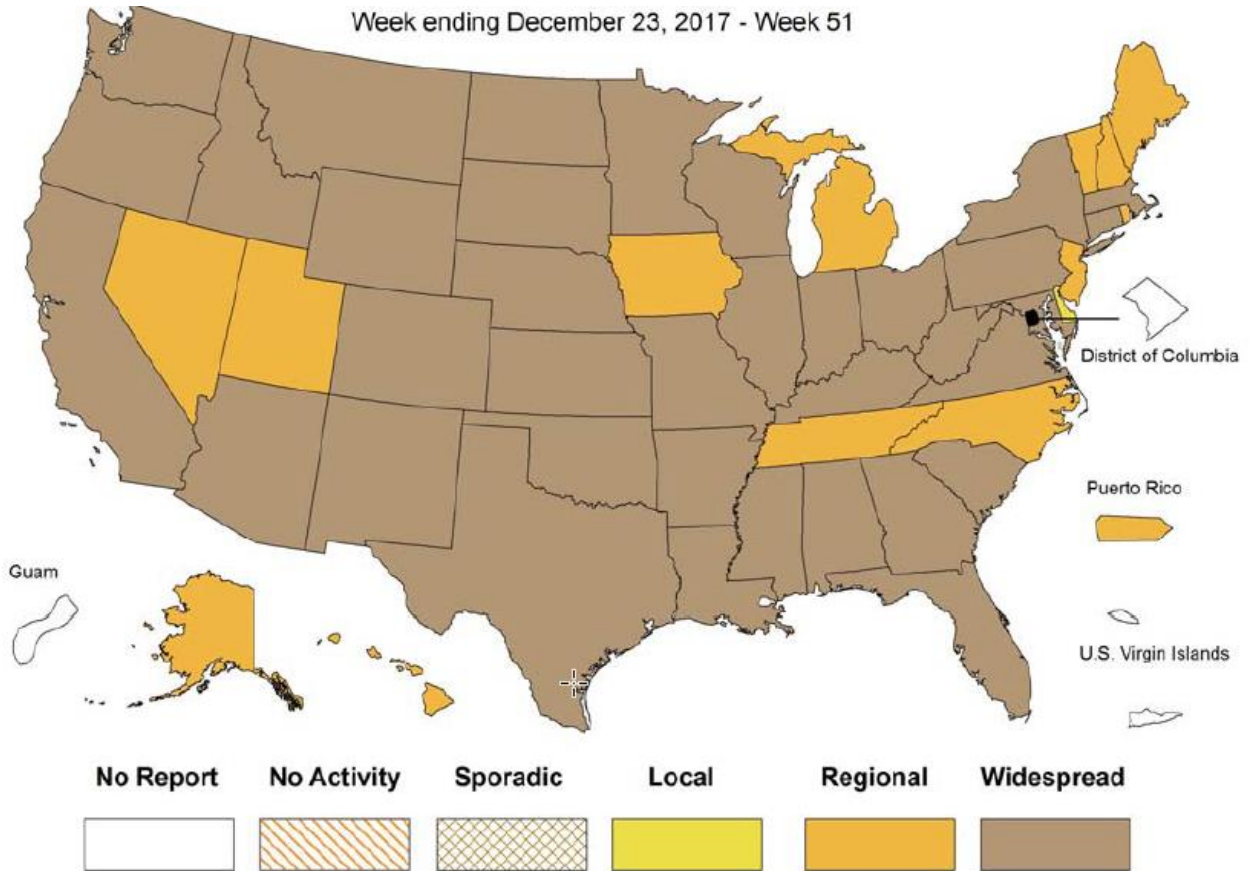 Week ending December 23, 2017 - Week 51
District of Columbia
Puerto Rico
Guam
U.S. Virgin Islands
No Report No Activity Sporadic Local Regional Widespread